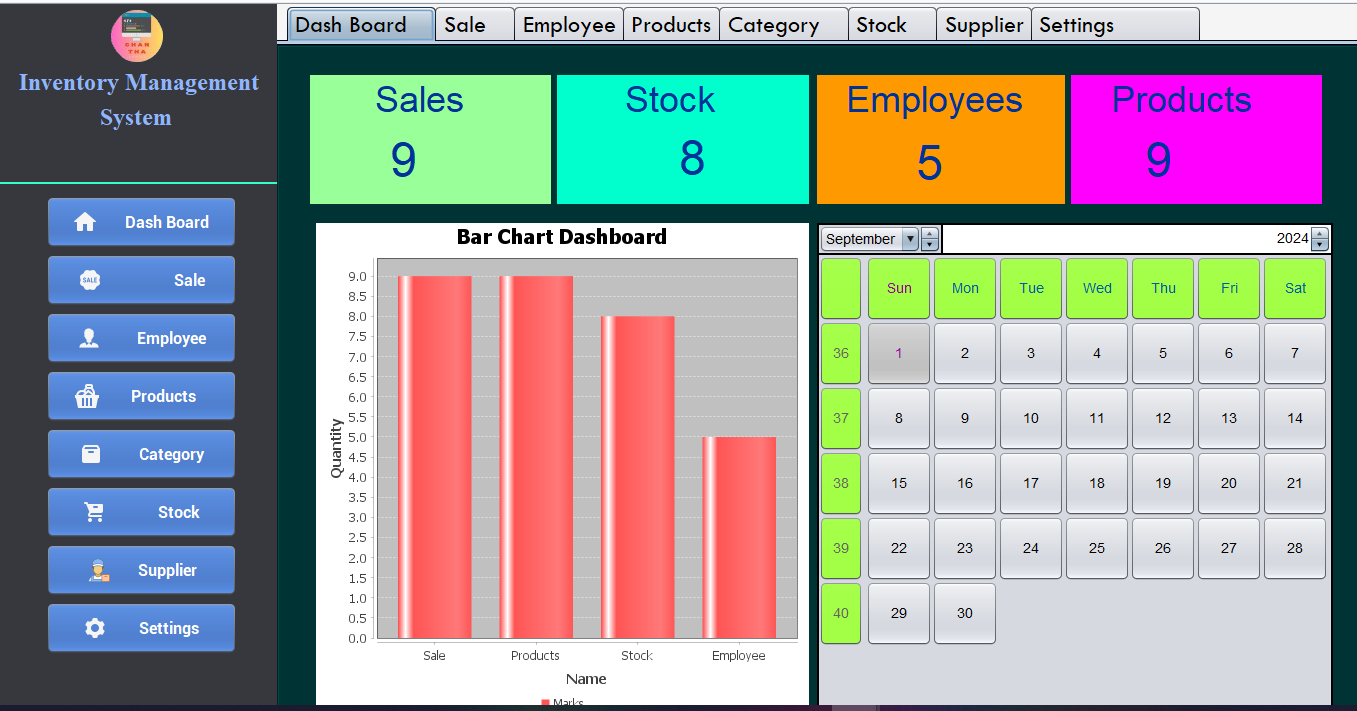 CHAN
THA
Inventory Management
System
Dash Board
Sale
Employee
Products
Category
Stock
Supplier
Settings
Dash Board Sale Employee Products Category Stock Supplier Settings
Sales Stock Employees Products
9 8 5 9
Bar Chart Dashboard
9.0
8.5
8.0
7.5
7.0
6.5
6.0
5.5
5.0
4.5
4.0
3.5
3.0
2.5
2.0
1.5
1.0
0.5
0.0
Quantity
Sale Products Stock Employee
Name
Marks
September 2024
Sun Mon Tue Wed Thu Fri Sat
36 1 2 3 4 5 6 7
37 8 9 10 11 12 13 14
38 15 16 17 18 19 20 21
39 22 23 24 25 26 27 28
40 29 30
SALE